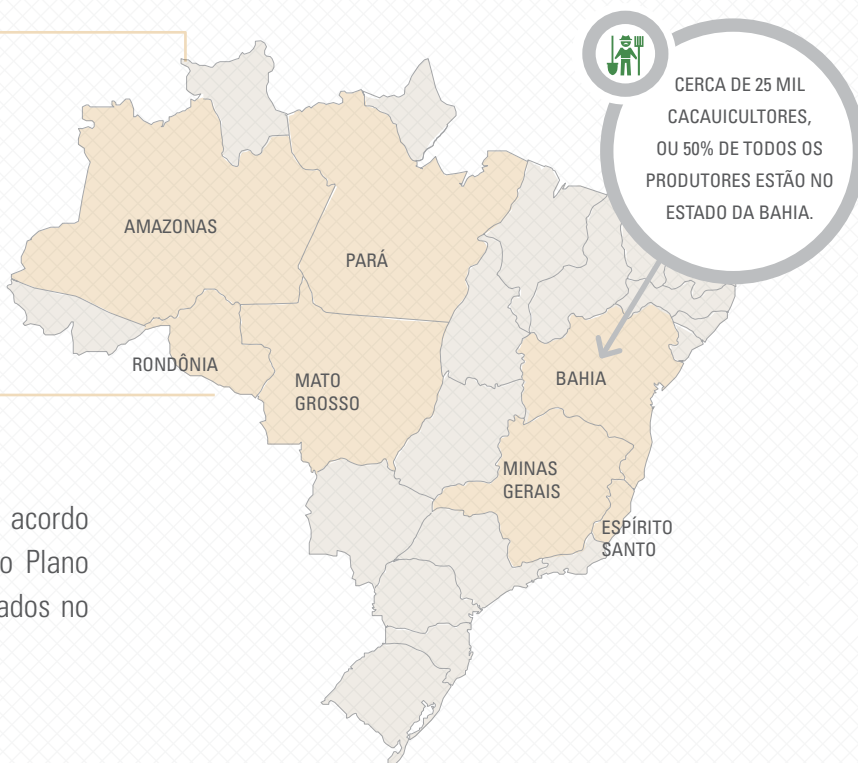 CERCA DE 25 MIL
CACAUICULTORES,
OU 50% DE TODOS OS
PRODUTORES ESTÃO NO
ESTADO DA BAHIA.
AMAZONAS
PARÁ
RONDÔNIA
MATO
GROSSO
BAHIA
MINAS
GERAIS
ESPÍRITO
SANTO
acordo
o Plano
ados no